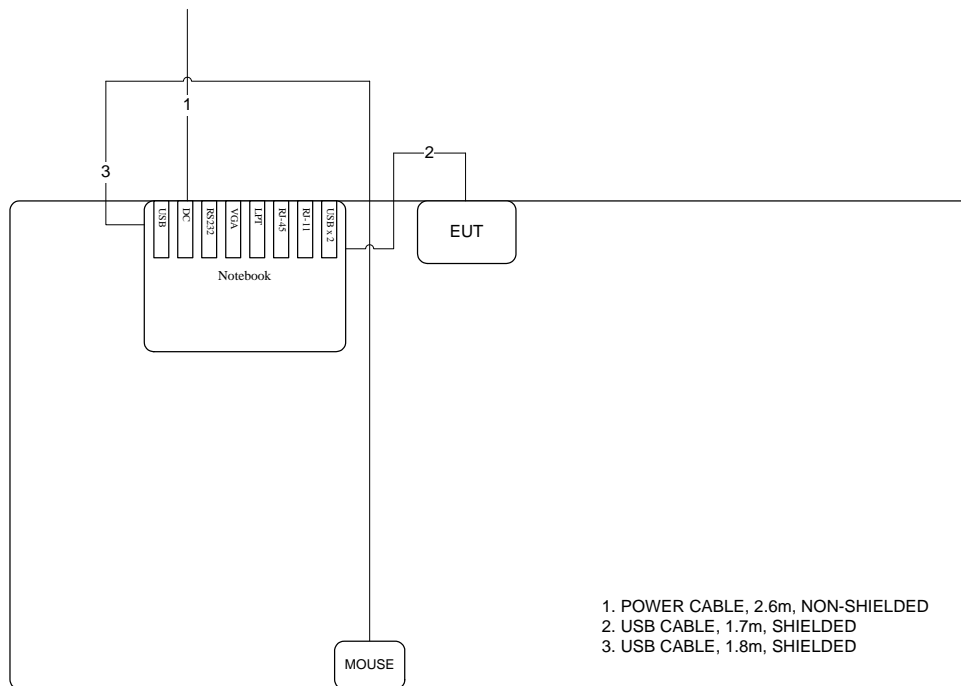 1
3
2
USB
DC
RS232
VGA
LPT
RJ-45
RJ-11
USB x 2
EUT
Notebook
1. POWER CABLE, 2.6m, NON-SHIELDED
2. USB CABLE, 1.7m, SHIELDED
3. USB CABLE, 1.8m, SHIELDED
MOUSE